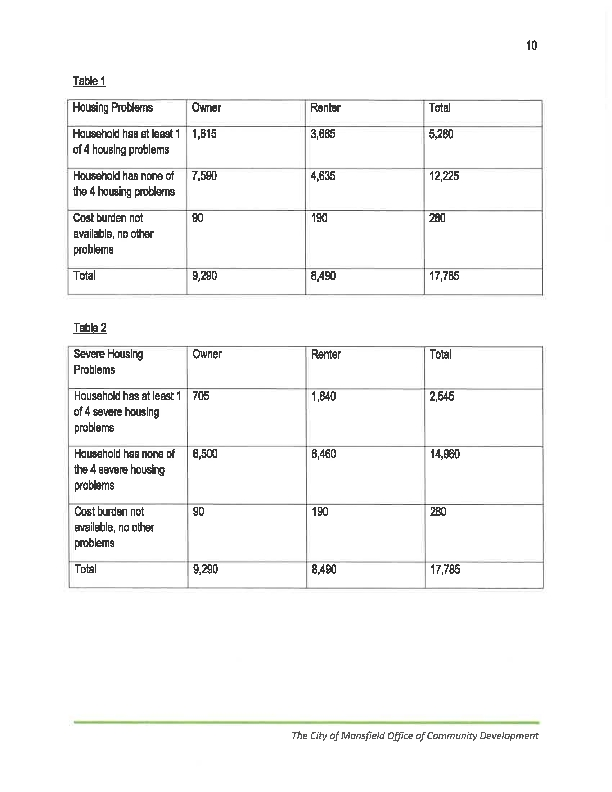 10
Table 1
Housing Problems Owner Renter Total
Household has at least 1 1,615 3,665 5,280
of 4 housing problems
Household has none of 7,590 4,635 12,225
the 4 housing problems
Cost burden not 90 190 280
available, no other
problems
Total 9,290 8,490 17,785
Table 2
Severe Housing Owner Renter Total
Problems
Household has at least 1 705 1,840 2,545
of 4 severe housing
problems
Household has none of 8,500 6,460 14,960
the 4 severe housing
problems
Cost burden not 90 190 280
available, no other
problems
Total 9,290 8,490 17,785
The City of Mansfield Office of Community Development